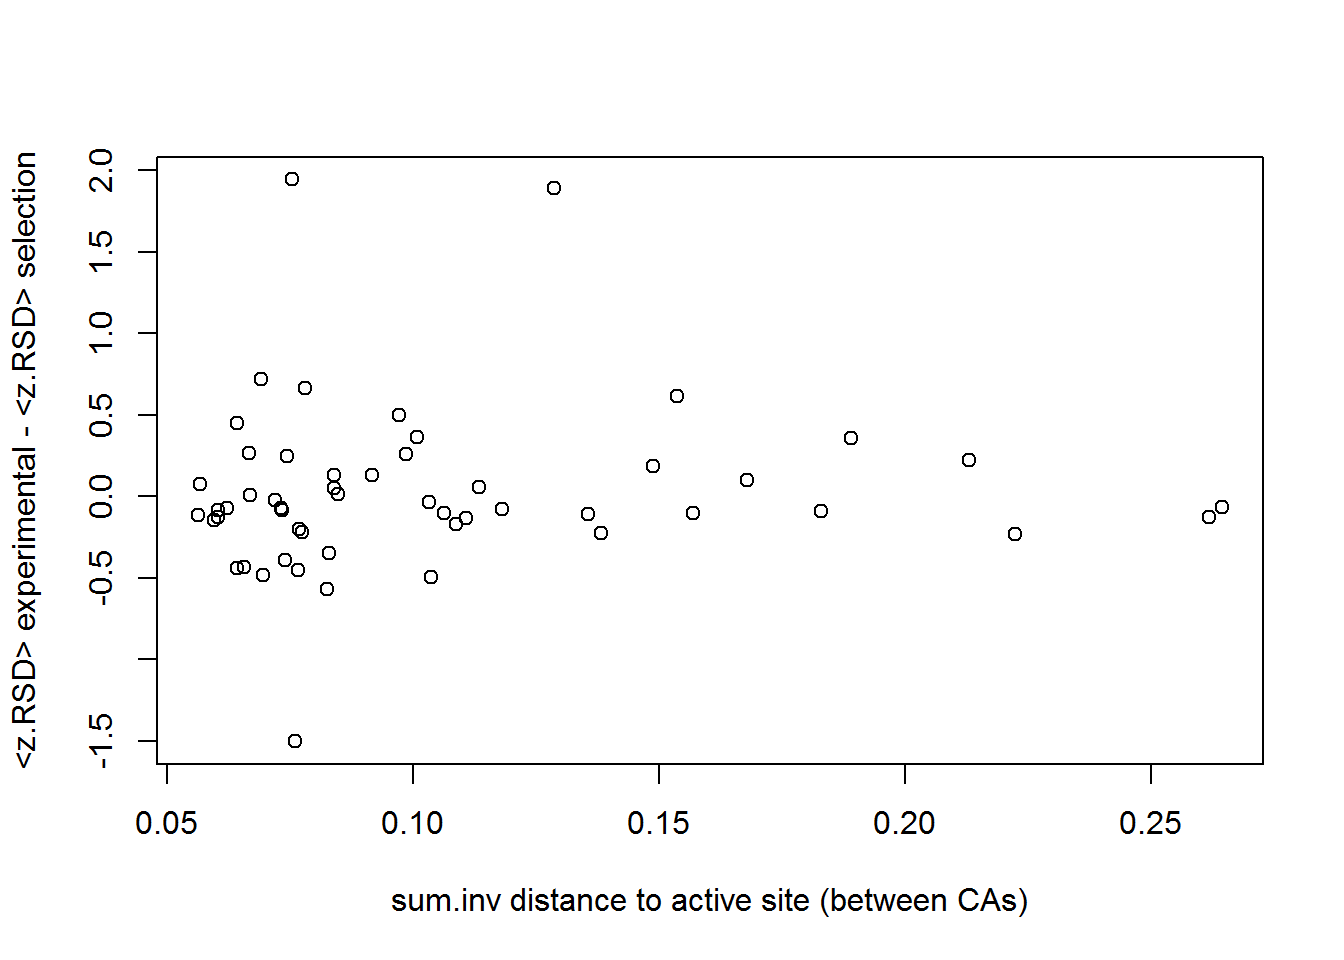 <z.RSD> experimental - <z.RSD> selection
2.0
1.5
1.0
0.5
0.0
-0.5
-1.5
0.05 0.10 0.15 0.20 0.25
sum.inv distance to active site (between CAs)